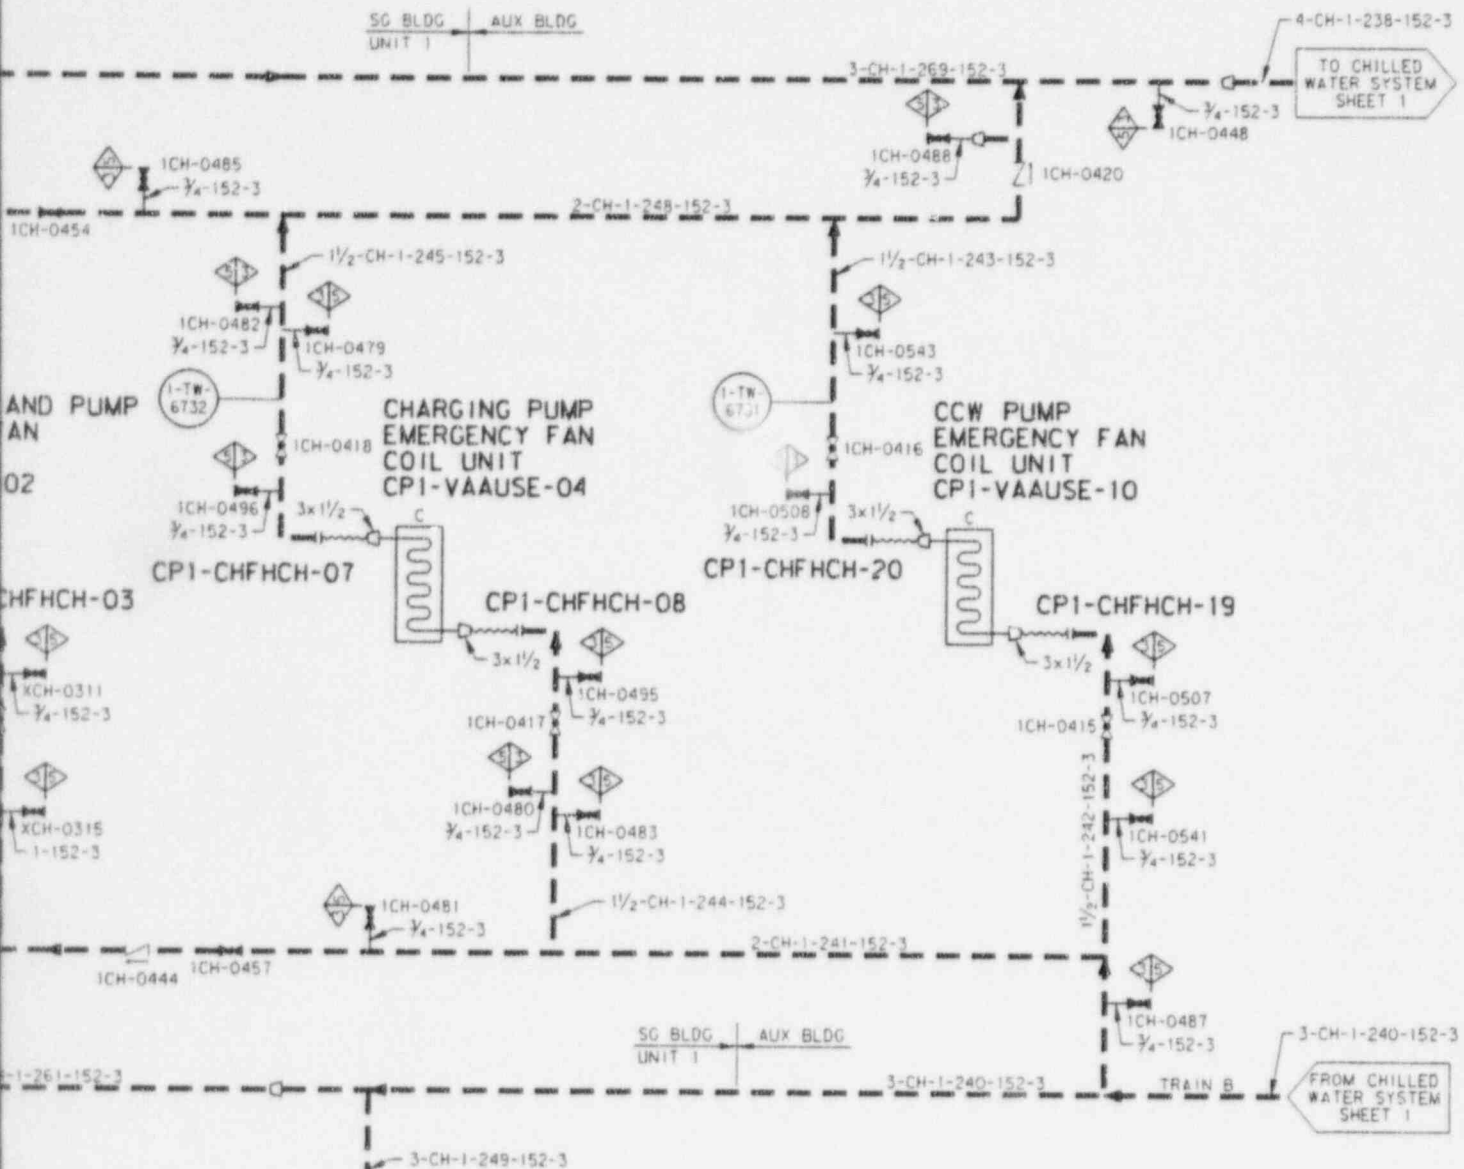 SG BLDG
UNIT 1
AUX BLDG
4-CH-1-238-152-3
3-CH-1-269-152-3
TO CHILLED
WATER SYSTEM
SHEET 1
3/4-152-3
1CH-0448
1CH-0488
3/4-152-3
1CH-0420
1CH-0485
3/4-152-3
1CH-0454
2-CH-1-248-152-3
1½-CH-1-245-152-3
1½-CH-1-243-152-3
1CH-0482
3/4-152-3
1CH-0479
3/4-152-3
1CH-0543
3/4-152-3
AND PUMP
AN
02
1-TW-
6732
1CH-0418
CHARGING PUMP
EMERGENCY FAN
COIL UNIT
CP1-VAAUSE-04
1-TW-
6731
1CH-0416
CCW PUMP
EMERGENCY FAN
COIL UNIT
CP1-VAAUSE-10
1CH-0496
3/4-152-3
3x1½
C
1CH-0508
3/4-152-3
3x1½
C
CP1-CHFHCH-07
CP1-CHFHCH-20
CHFHCH-03
CP1-CHFHCH-08
CP1-CHFHCH-19
3x1½
3x1½
XCH-0311
3/4-152-3
1CH-0495
3/4-152-3
1CH-0417
1CH-0507
3/4-152-3
1CH-0415
1½-CH-1-242-152-3
XCH-0315
1-152-3
1CH-0480
3/4-152-3
1CH-0483
3/4-152-3
1CH-0541
3/4-152-3
1CH-0481
3/4-152-3
1½-CH-1-244-152-3
2-CH-1-241-152-3
1CH-0444
1CH-0457
1CH-0487
3/4-152-3
SG BLDG
UNIT 1
AUX BLDG
3-CH-1-240-152-3
-1-261-152-3
3-CH-1-240-152-3
TRAIN B
FROM CHILLED
WATER SYSTEM
SHEET 1
3-CH-1-249-152-3